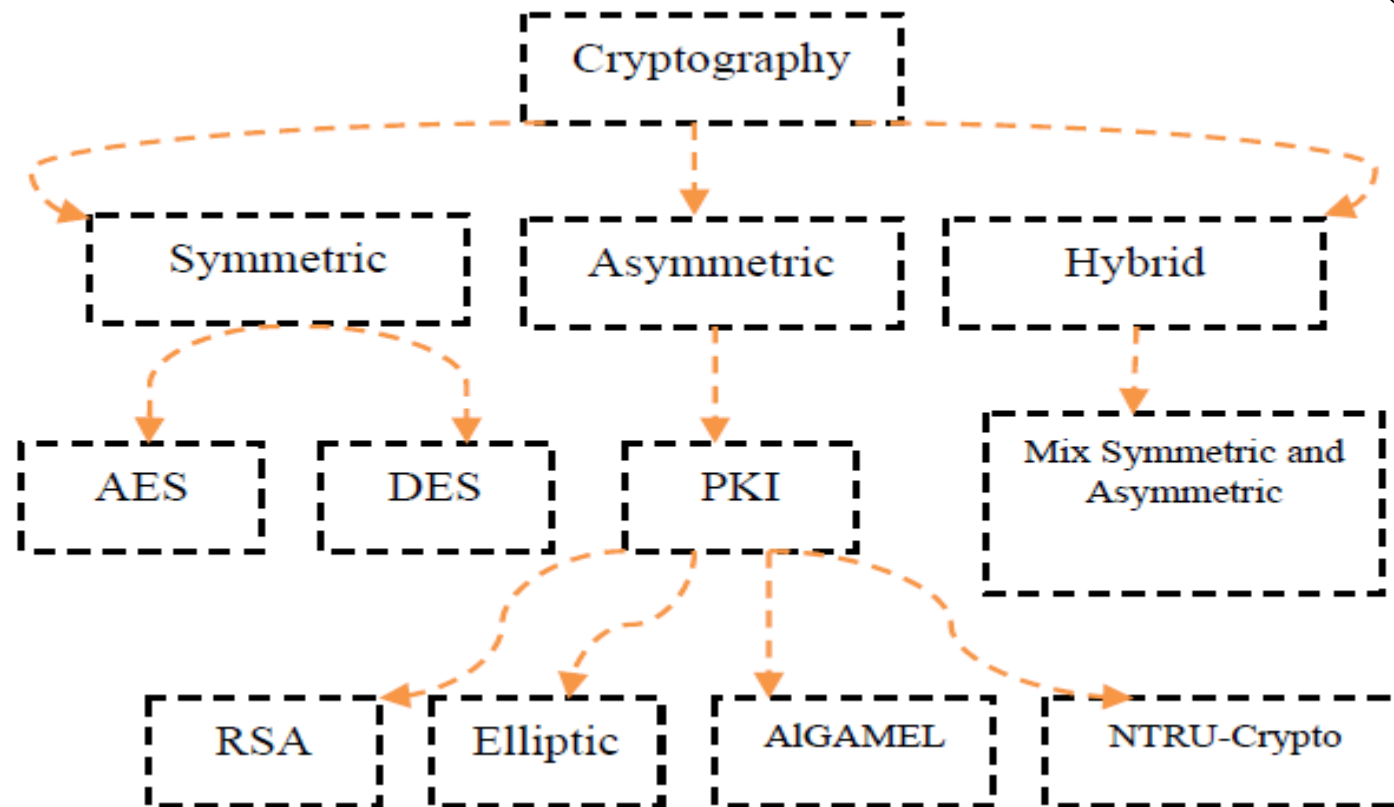 Cryptography
Symmetric
Asymmetric
Hybrid
AES
DES
PKI
Mix Symmetric and
Asymmetric
RSA
Elliptic
AlGAMEL
NTRU-Crypto